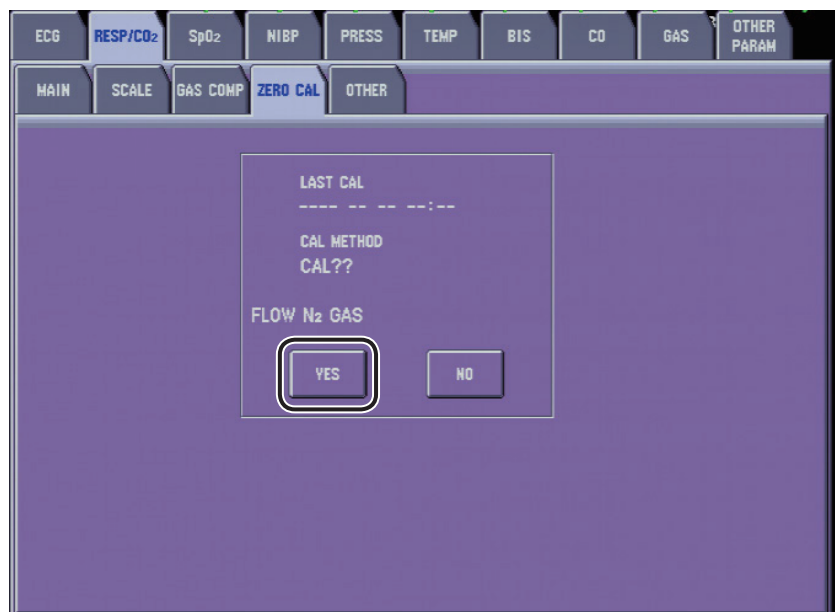 ECG RESP/CO₂ SpO₂ NIBP PRESS TEMP BIS CO GAS R OTHER
PARAM
MAIN SCALE GAS COMP ZERO CAL OTHER
LAST CAL
---- -- -- --:--
CAL METHOD
CAL??
FLOW N₂ GAS
YES NO